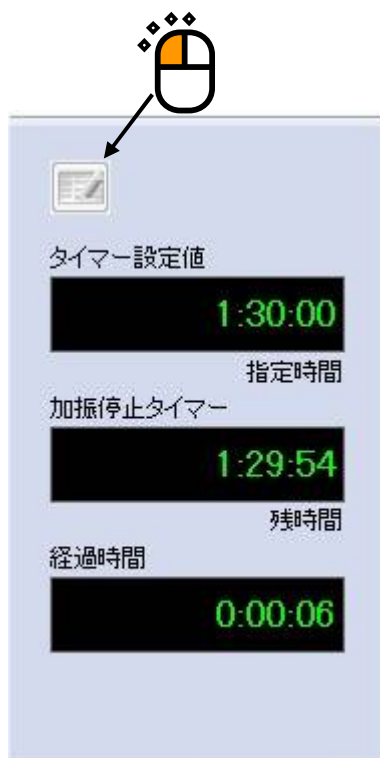 タイマー設定値
1:30:00
指定時間
加振停止タイマー
1:29:54
残時間
経過時間
0:00:06